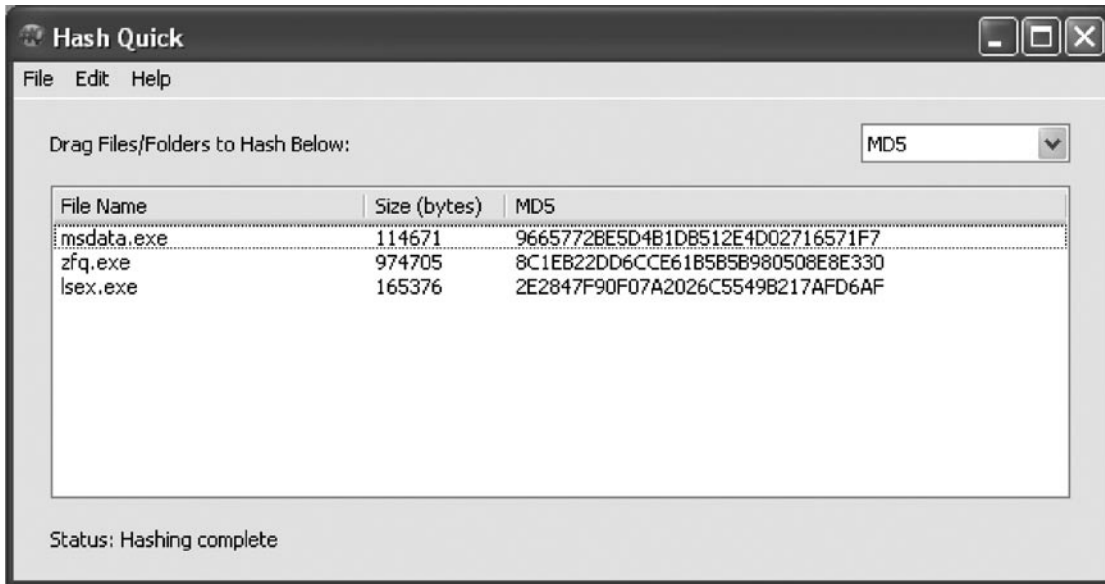 Hash Quick
File Edit Help
Drag Files/Folders to Hash Below: MD5
File Name Size (bytes) MD5
msdata.exe 114671 9665772BE5D4B1DB512E4D02716571F7
zfq.exe 974705 8C1EB22DD6CCE61B5B5B980508E8E330
lsex.exe 165376 2E2847F90F07A2026C5549B217AFD6AF
Status: Hashing complete